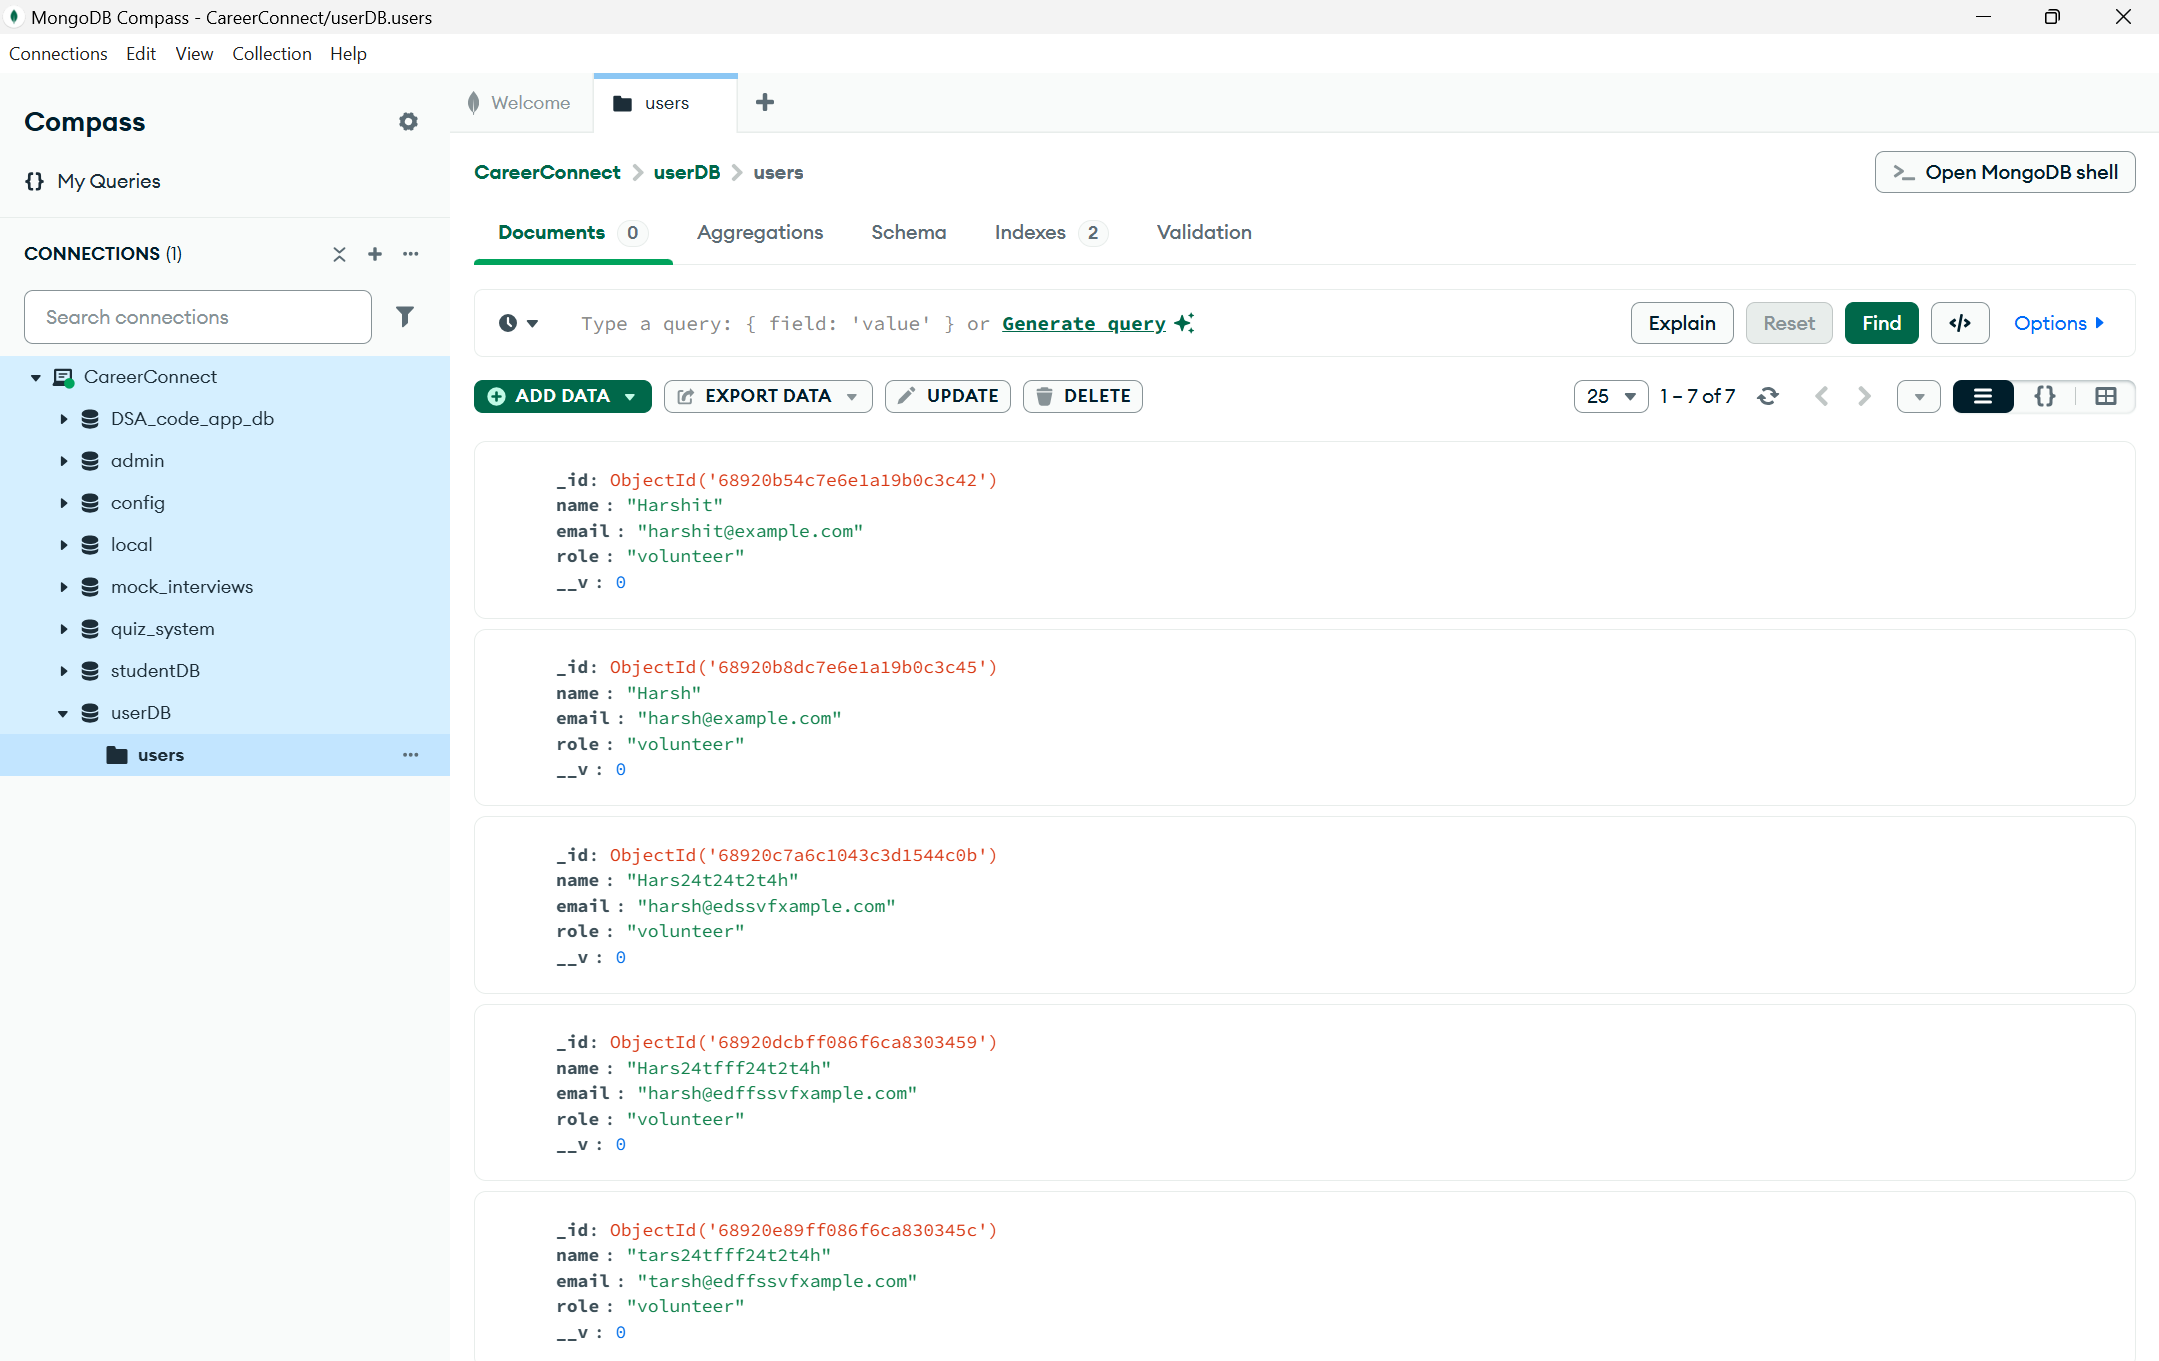 MongoDB Compass - CareerConnect/userDB.users
Connections Edit View Collection Help
Compass
{} My Queries
CONNECTIONS (1)
Search connections
CareerConnect
DSA_code_app_db
admin
config
local
mock_interviews
quiz_system
studentDB
userDB
users
Welcome
users
CareerConnect > userDB > users
>_ Open MongoDB shell
Documents 0 Aggregations Schema Indexes 2 Validation
Type a query: { field: 'value' } or Generate query
Explain Reset Find </> Options
ADD DATA EXPORT DATA UPDATE DELETE
25 1 – 7 of 7 {}
_id: ObjectId('68920b54c7e6e1a19b0c3c42')
name : "Harshit"
email : "harshit@example.com"
role : "volunteer"
__v : 0
_id: ObjectId('68920b8dc7e6e1a19b0c3c45')
name : "Harsh"
email : "harsh@example.com"
role : "volunteer"
__v : 0
_id: ObjectId('68920c7a6c1043c3d1544c0b')
name : "Hars24t24t2t4h"
email : "harsh@edssvfxample.com"
role : "volunteer"
__v : 0
_id: ObjectId('68920dcbff086f6ca8303459')
name : "Hars24tfff24t2t4h"
email : "harsh@edffssvfxample.com"
role : "volunteer"
__v : 0
_id: ObjectId('68920e89ff086f6ca830345c')
name : "tars24tfff24t2t4h"
email : "tarsh@edffssvfxample.com"
role : "volunteer"
__v : 0